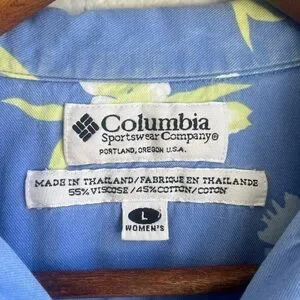 Columbia
Sportswear Company®
PORTLAND, OREGON U.S.A.
MADE IN THAILAND/FABRIQUE EN THAILANDE
55% VISCOSE/45% COTTON/COTON
L
WOMEN'S